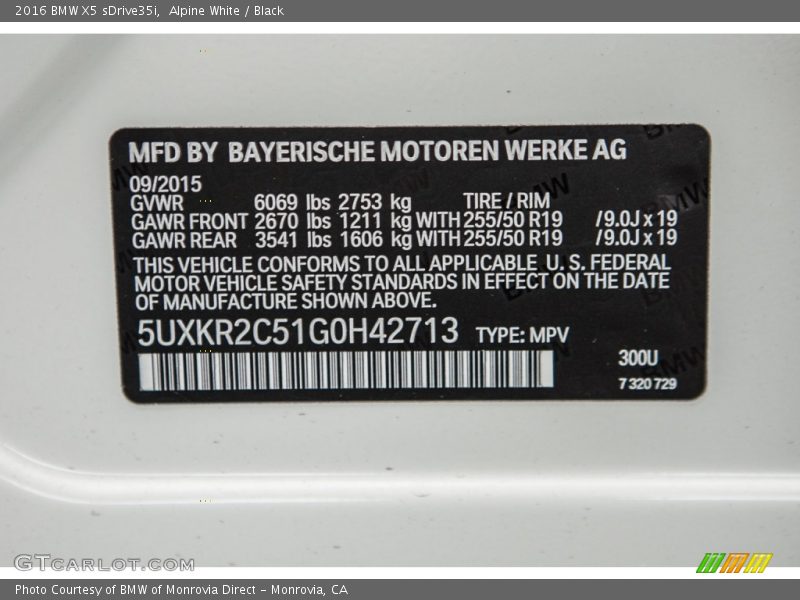 2016 BMW X5 sDrive35i, Alpine White / Black
MFD BY BAYERISCHE MOTOREN WERKE AG
09/2015
GVWR 6069 lbs 2753 kg TIRE / RIM
GAWR FRONT 2670 lbs 1211 kg WITH 255/50 R19 /9.0J x 19
GAWR REAR 3541 lbs 1606 kg WITH 255/50 R19 /9.0J x 19
THIS VEHICLE CONFORMS TO ALL APPLICABLE U.S. FEDERAL
MOTOR VEHICLE SAFETY STANDARDS IN EFFECT ON THE DATE
OF MANUFACTURE SHOWN ABOVE.
5UXKR2C51G0H42713 TYPE: MPV
300U
7 320 729
GTCARLOT.COM
Photo Courtesy of BMW of Monrovia Direct - Monrovia, CA